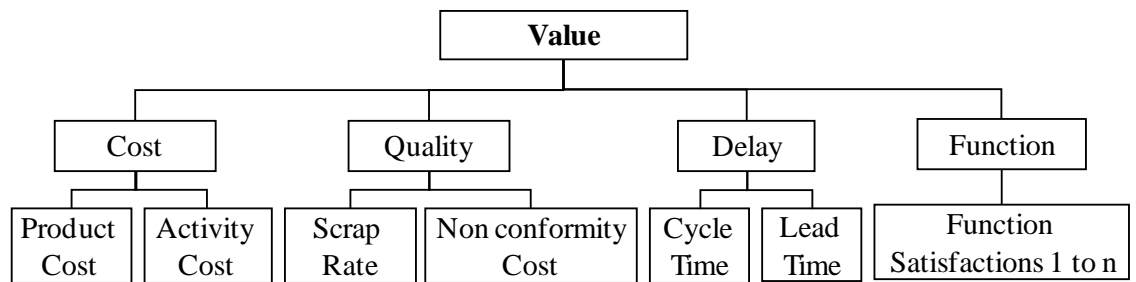 Value
Cost
Quality
Delay
Function
Product
Cost
Activity
Cost
Scrap
Rate
Non conformity
Cost
Cycle
Time
Lead
Time
Function
Satisfactions 1 to n